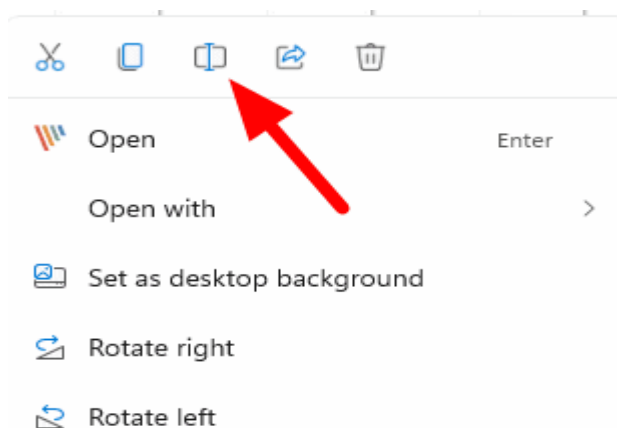 Open Enter
Open with
Set as desktop background
Rotate right
Rotate left